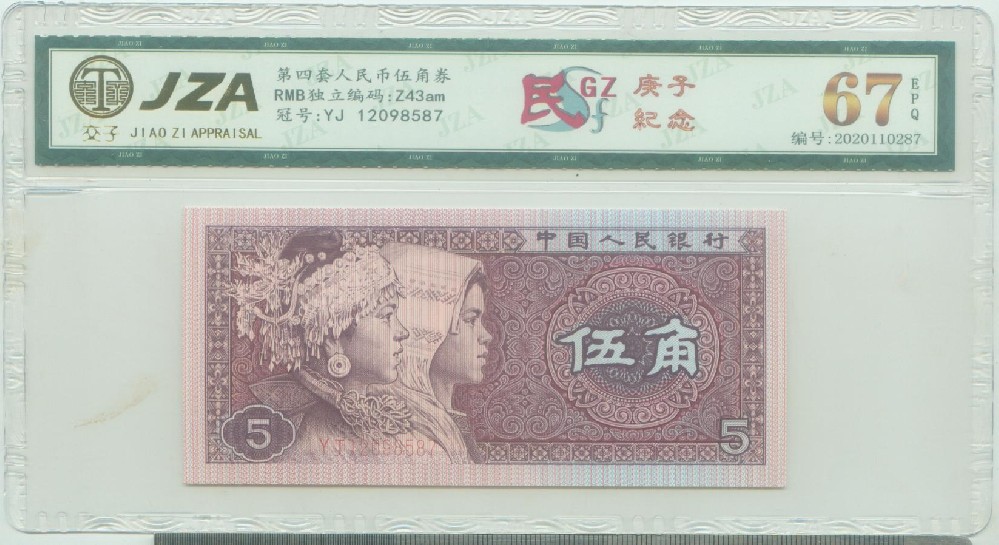 JZA
交子 JIAO ZI APPRAISAL
第四套人民币伍角券
RMB独立编码:Z43am
冠号:YJ 12098587
民 GZ
f
庚子
紀念
67 EPQ
编号:2020110287
中国人民银行
伍角
5
5